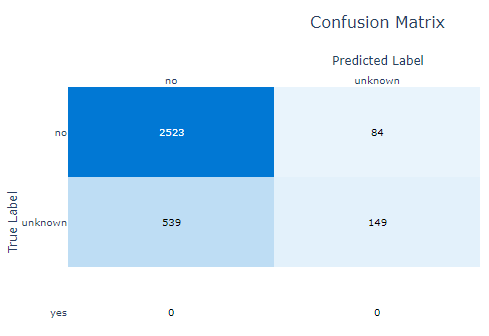 Confusion Matrix
Predicted Label
no unknown
no 2523 84
unknown 539 149
yes 0 0
True Label